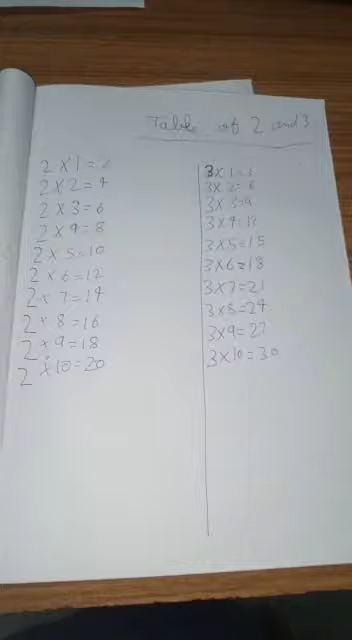 Table of 2 and 3
2 x 1 = 2
2 x 2 = 4
2 x 3 = 6
2 x 4 = 8
2 x 5 = 10
2 x 6 = 12
2 x 7 = 14
2 x 8 = 16
2 x 9 = 18
2 x 10 = 20
3 x 1 = 3
3 x 2 = 6
3 x 3 = 9
3 x 4 = 12
3 x 5 = 15
3 x 6 = 18
3 x 7 = 21
3 x 8 = 24
3 x 9 = 27
3 x 10 = 30